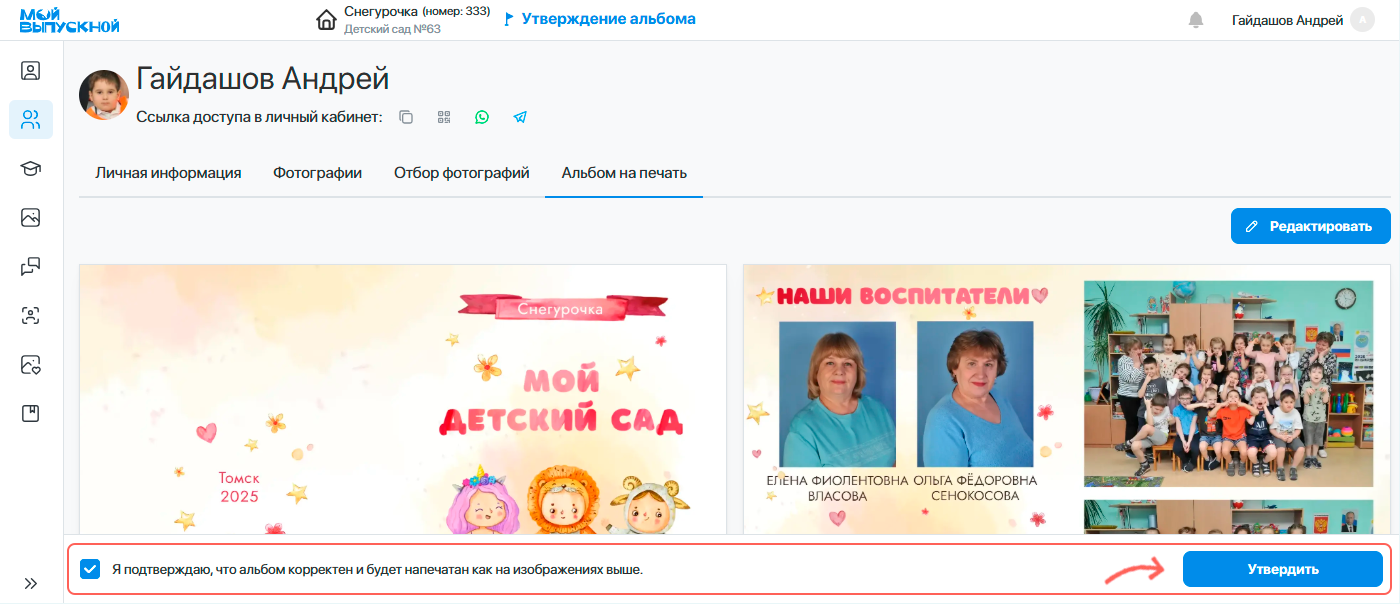 МОЙ
ВЫПУСКНОЙ
Снегурочка (номер: 333)
Детский сад №63
Утверждение альбома
Гайдашов Андрей
А
Гайдашов Андрей
Ссылка доступа в личный кабинет:
Личная информация
Фотографии
Отбор фотографий
Альбом на печать
Редактировать
Снегурочка
МОЙ
ДЕТСКИЙ САД
Томск
2025
НАШИ ВОСПИТАТЕЛИ
ЕЛЕНА ФИОЛЕНТОВНА
ВЛАСОВА
ОЛЬГА ФЁДОРОВНА
СЕНОКОСОВА
Я подтверждаю, что альбом корректен и будет напечатан как на изображениях выше.
Утвердить